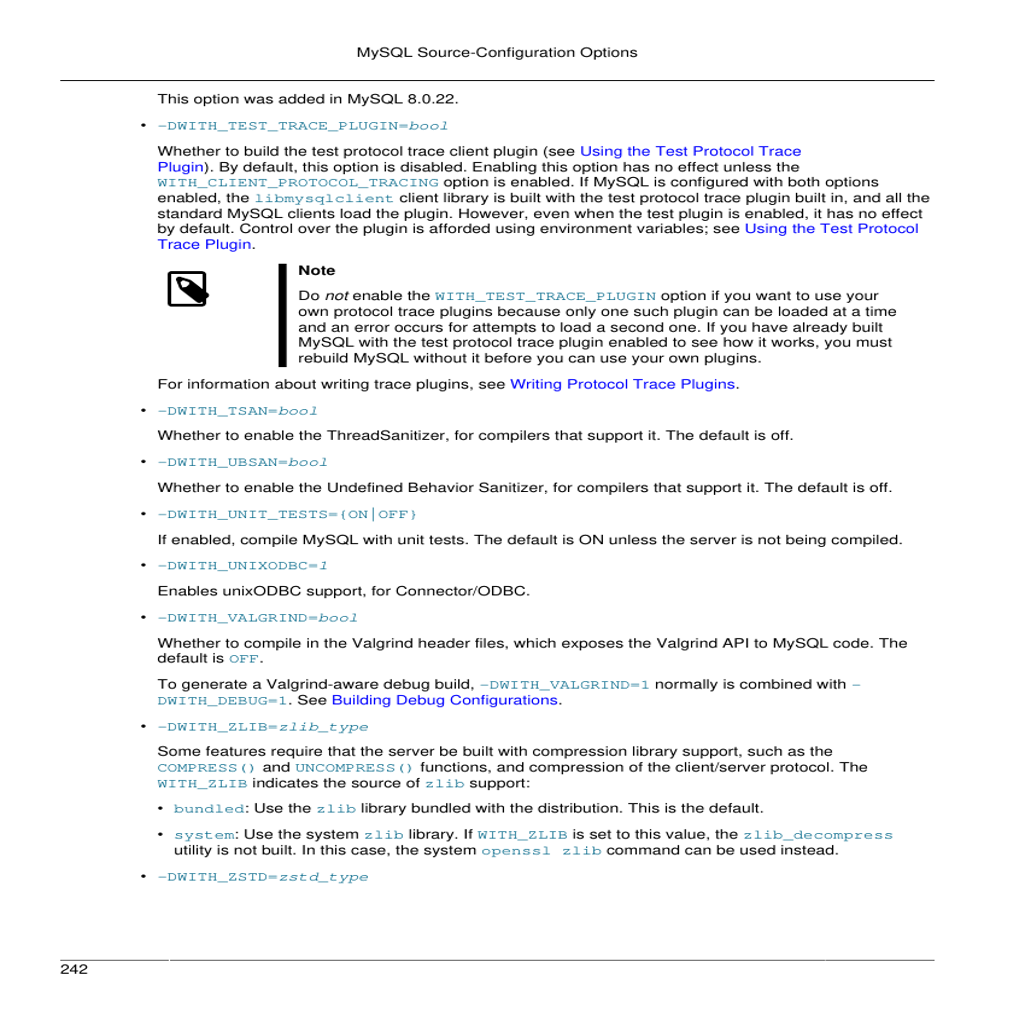 MySQL Source-Configuration Options
This option was added in MySQL 8.0.22.
• -DWITH_TEST_TRACE_PLUGIN=bool
Whether to build the test protocol trace client plugin (see Using the Test Protocol Trace
Plugin). By default, this option is disabled. Enabling this option has no effect unless the
WITH_CLIENT_PROTOCOL_TRACING option is enabled. If MySQL is configured with both options
enabled, the libmysqlclient client library is built with the test protocol trace plugin built in, and all the
standard MySQL clients load the plugin. However, even when the test plugin is enabled, it has no effect
by default. Control over the plugin is afforded using environment variables; see Using the Test Protocol
Trace Plugin.
Note
Do not enable the WITH_TEST_TRACE_PLUGIN option if you want to use your
own protocol trace plugins because only one such plugin can be loaded at a time
and an error occurs for attempts to load a second one. If you have already built
MySQL with the test protocol trace plugin enabled to see how it works, you must
rebuild MySQL without it before you can use your own plugins.
For information about writing trace plugins, see Writing Protocol Trace Plugins.
• -DWITH_TSAN=bool
Whether to enable the ThreadSanitizer, for compilers that support it. The default is off.
• -DWITH_UBSAN=bool
Whether to enable the Undefined Behavior Sanitizer, for compilers that support it. The default is off.
• -DWITH_UNIT_TESTS={ON|OFF}
If enabled, compile MySQL with unit tests. The default is ON unless the server is not being compiled.
• -DWITH_UNIXODBC=1
Enables unixODBC support, for Connector/ODBC.
• -DWITH_VALGRIND=bool
Whether to compile in the Valgrind header files, which exposes the Valgrind API to MySQL code. The
default is OFF.
To generate a Valgrind-aware debug build, -DWITH_VALGRIND=1 normally is combined with -
DWITH_DEBUG=1. See Building Debug Configurations.
• -DWITH_ZLIB=zlib_type
Some features require that the server be built with compression library support, such as the
COMPRESS() and UNCOMPRESS() functions, and compression of the client/server protocol. The
WITH_ZLIB indicates the source of zlib support:
• bundled: Use the zlib library bundled with the distribution. This is the default.
• system: Use the system zlib library. If WITH_ZLIB is set to this value, the zlib_decompress
utility is not built. In this case, the system openssl zlib command can be used instead.
• -DWITH_ZSTD=zstd_type
242